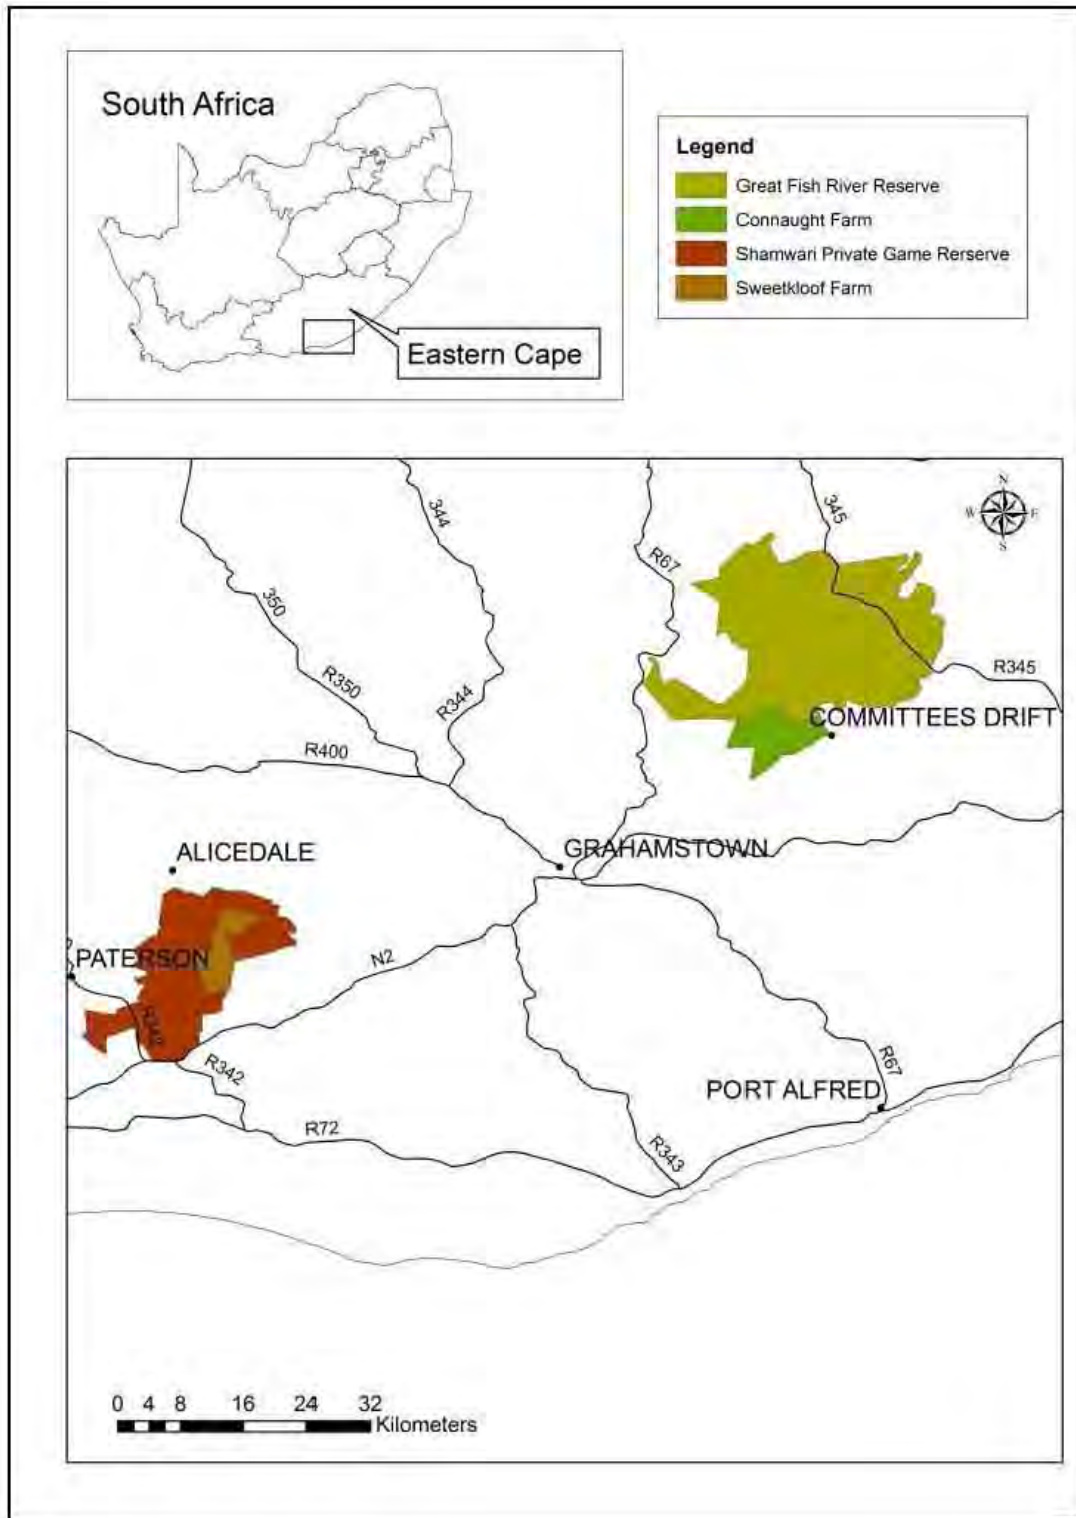 South Africa
Eastern Cape
Legend
Great Fish River Reserve
Connaught Farm
Shamwari Private Game Rerserve
Sweetkloof Farm
N
W E
S
345
344
R67
350
R350
R344
R345
COMMITTEES DRIFT
R400
ALICEDALE
GRAHAMSTOWN
PATERSON
N2
R342
R342
R67
PORT ALFRED
R72
R343
0 4 8 16 24 32
Kilometers